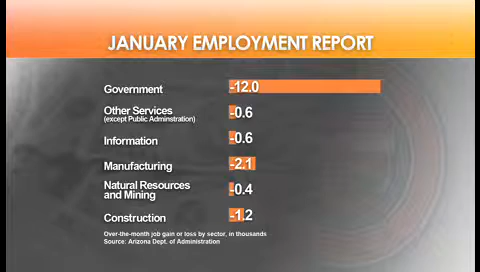 JANUARY EMPLOYMENT REPORT
Government -12.0
Other Services
(except Public Adminstration) -0.6
Information -0.6
Manufacturing -2.1
Natural Resources
and Mining -0.4
Construction -1.2
Over-the-month job gain or loss by sector, in thousands
Source: Arizona Dept. of Administration